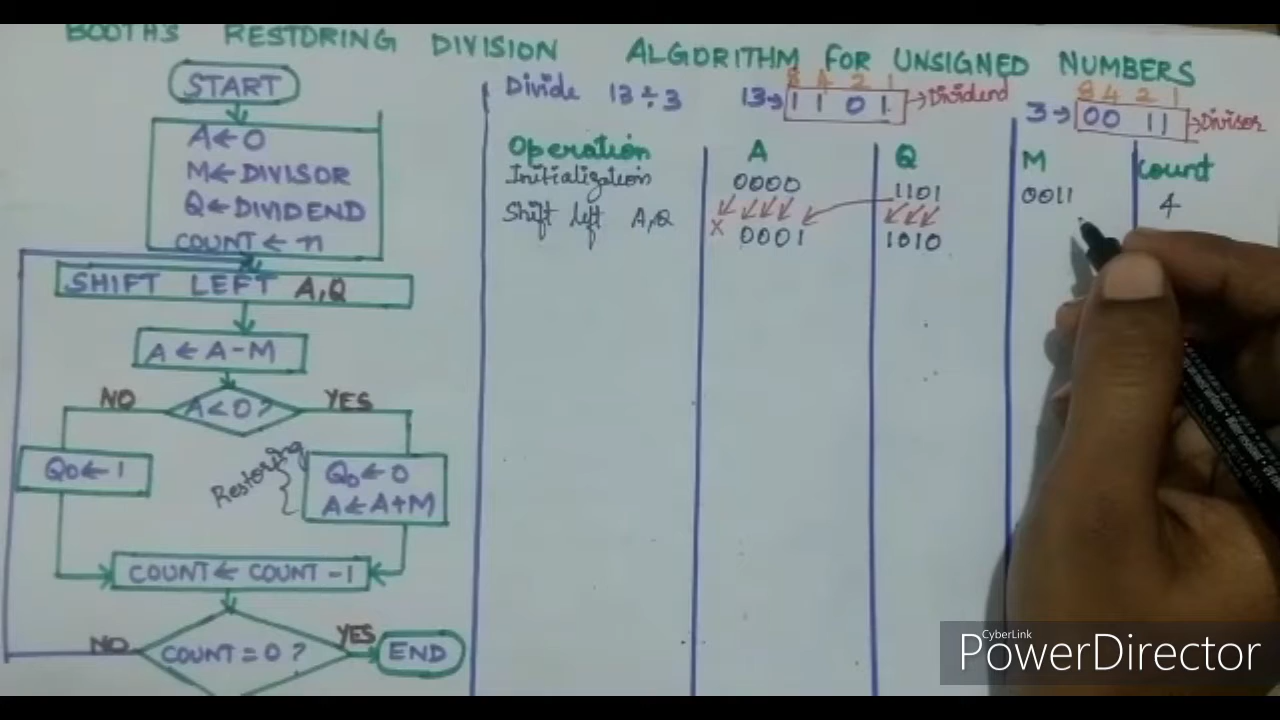 BOOTH'S RESTORING DIVISION ALGORITHM FOR UNSIGNED NUMBERS
START
A←0
M←DIVISOR
Q←DIVIDEND
COUNT←n
SHIFT LEFT A,Q
A←A-M
A<0?
NO
YES
Q0←1
Restoring
Q0←0
A←A+M
COUNT←COUNT-1
COUNT=0?
NO
YES
END
Divide 13÷3
8 4 2 1
13→ 1 1 0 1 →Dividend
8 4 2 1
3→ 00 11 →Divisor
Operation A Q M Count
Initialization 0000 1101 0011 4
Shift left A,Q X 0001 1010
CyberLink
PowerDirector